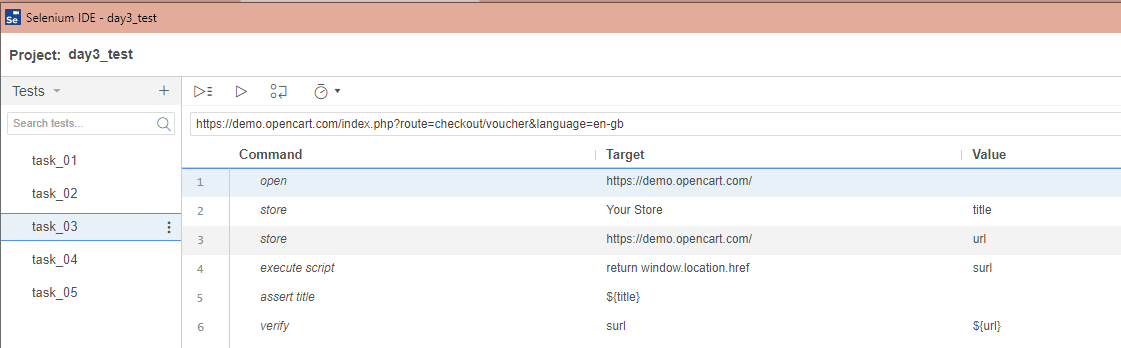 Se Selenium IDE - day3_test
Project: day3_test
Tests
Search tests...
task_01
task_02
task_03
task_04
task_05
https://demo.opencart.com/index.php?route=checkout/voucher&language=en-gb
Command Target Value
1 open https://demo.opencart.com/
2 store Your Store title
3 store https://demo.opencart.com/ url
4 execute script return window.location.href surl
5 assert title ${title}
6 verify surl ${url}